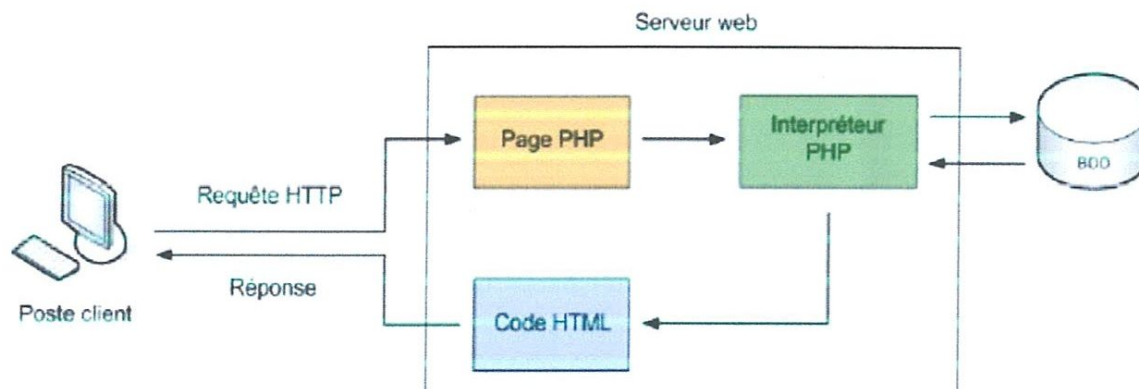 Serveur web
Page PHP
Interpréteur
PHP
BDD
Requête HTTP
Réponse
Poste client
Code HTML